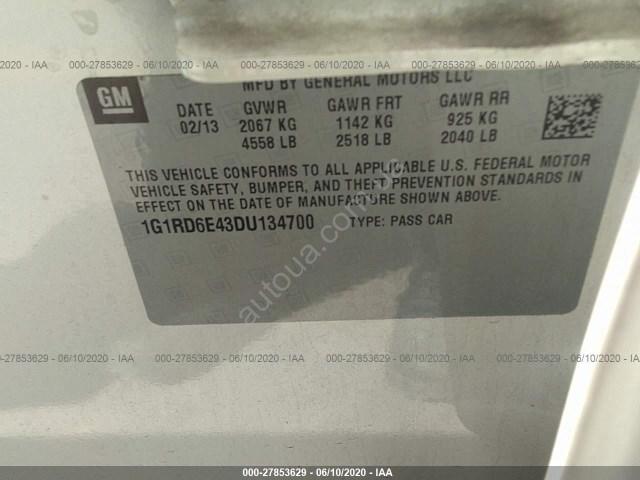 000-27853629 - 06/10/2020 - IAA
MFD BY GENERAL MOTORS LLC
GM
DATE GVWR GAWR FRT GAWR RR
02/13 2067 KG 1142 KG 925 KG
4558 LB 2518 LB 2040 LB
THIS VEHICLE CONFORMS TO ALL APPLICABLE U.S. FEDERAL MOTOR
VEHICLE SAFETY, BUMPER, AND THEFT PREVENTION STANDARDS IN
EFFECT ON THE DATE OF MANUFACTURE SHOWN ABOVE.
1G1RD6E43DU134700 TYPE: PASS CAR
autoua.com.ua
000-27853629 - 06/10/2020 - IAA
000-27853629 - 06/10/2020 - IAA